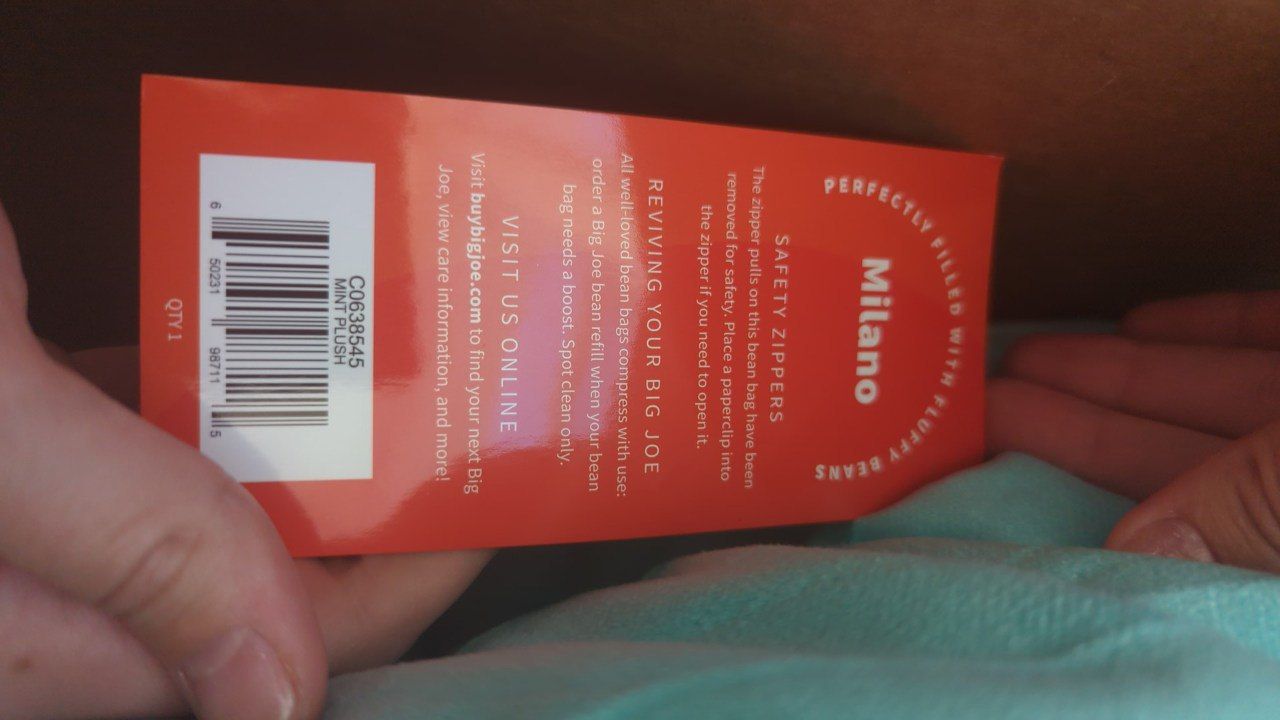 PERFECTLY FILLED WITH FLUFFY BEANS
Milano
SAFETY ZIPPERS
The zipper pulls on this bean bag have been
removed for safety. Place a paperclip into
the zipper if you need to open it.
REVIVING YOUR BIG JOE
All well-loved bean bags compress with use:
order a Big Joe bean refill when your bean
bag needs a boost. Spot clean only.
VISIT US ONLINE
Visit buybigjoe.com to find your next Big
Joe, view care information, and more!
C0638545
MINT PLUSH
6 50231 98711 5
QTY 1